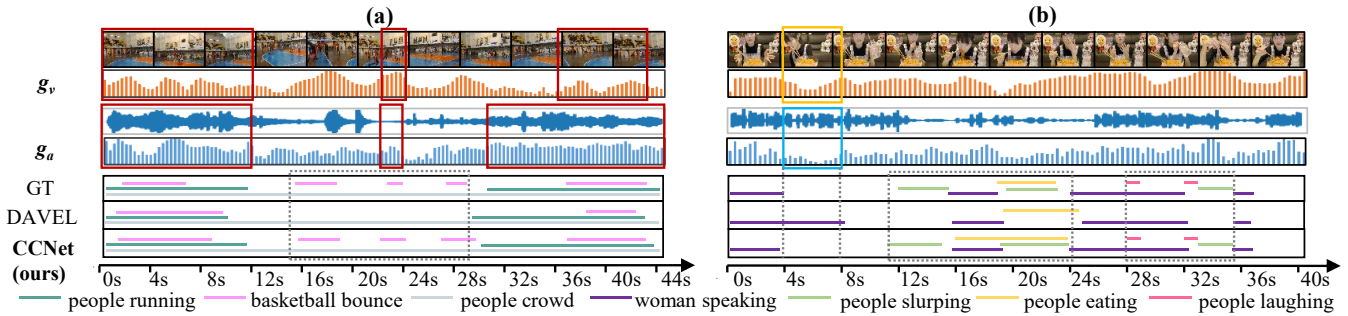 (a) (b)
g_v
g_a
GT
DAVEL
CCNet
(ours)
0s 4s 8s 12s 16s 20s 24s 28s 32s 36s 44s 0s 4s 8s 12s 16s 20s 24s 28s 32s 36s 40s
people running basketball bounce people crowd woman speaking people slurping people eating people laughing